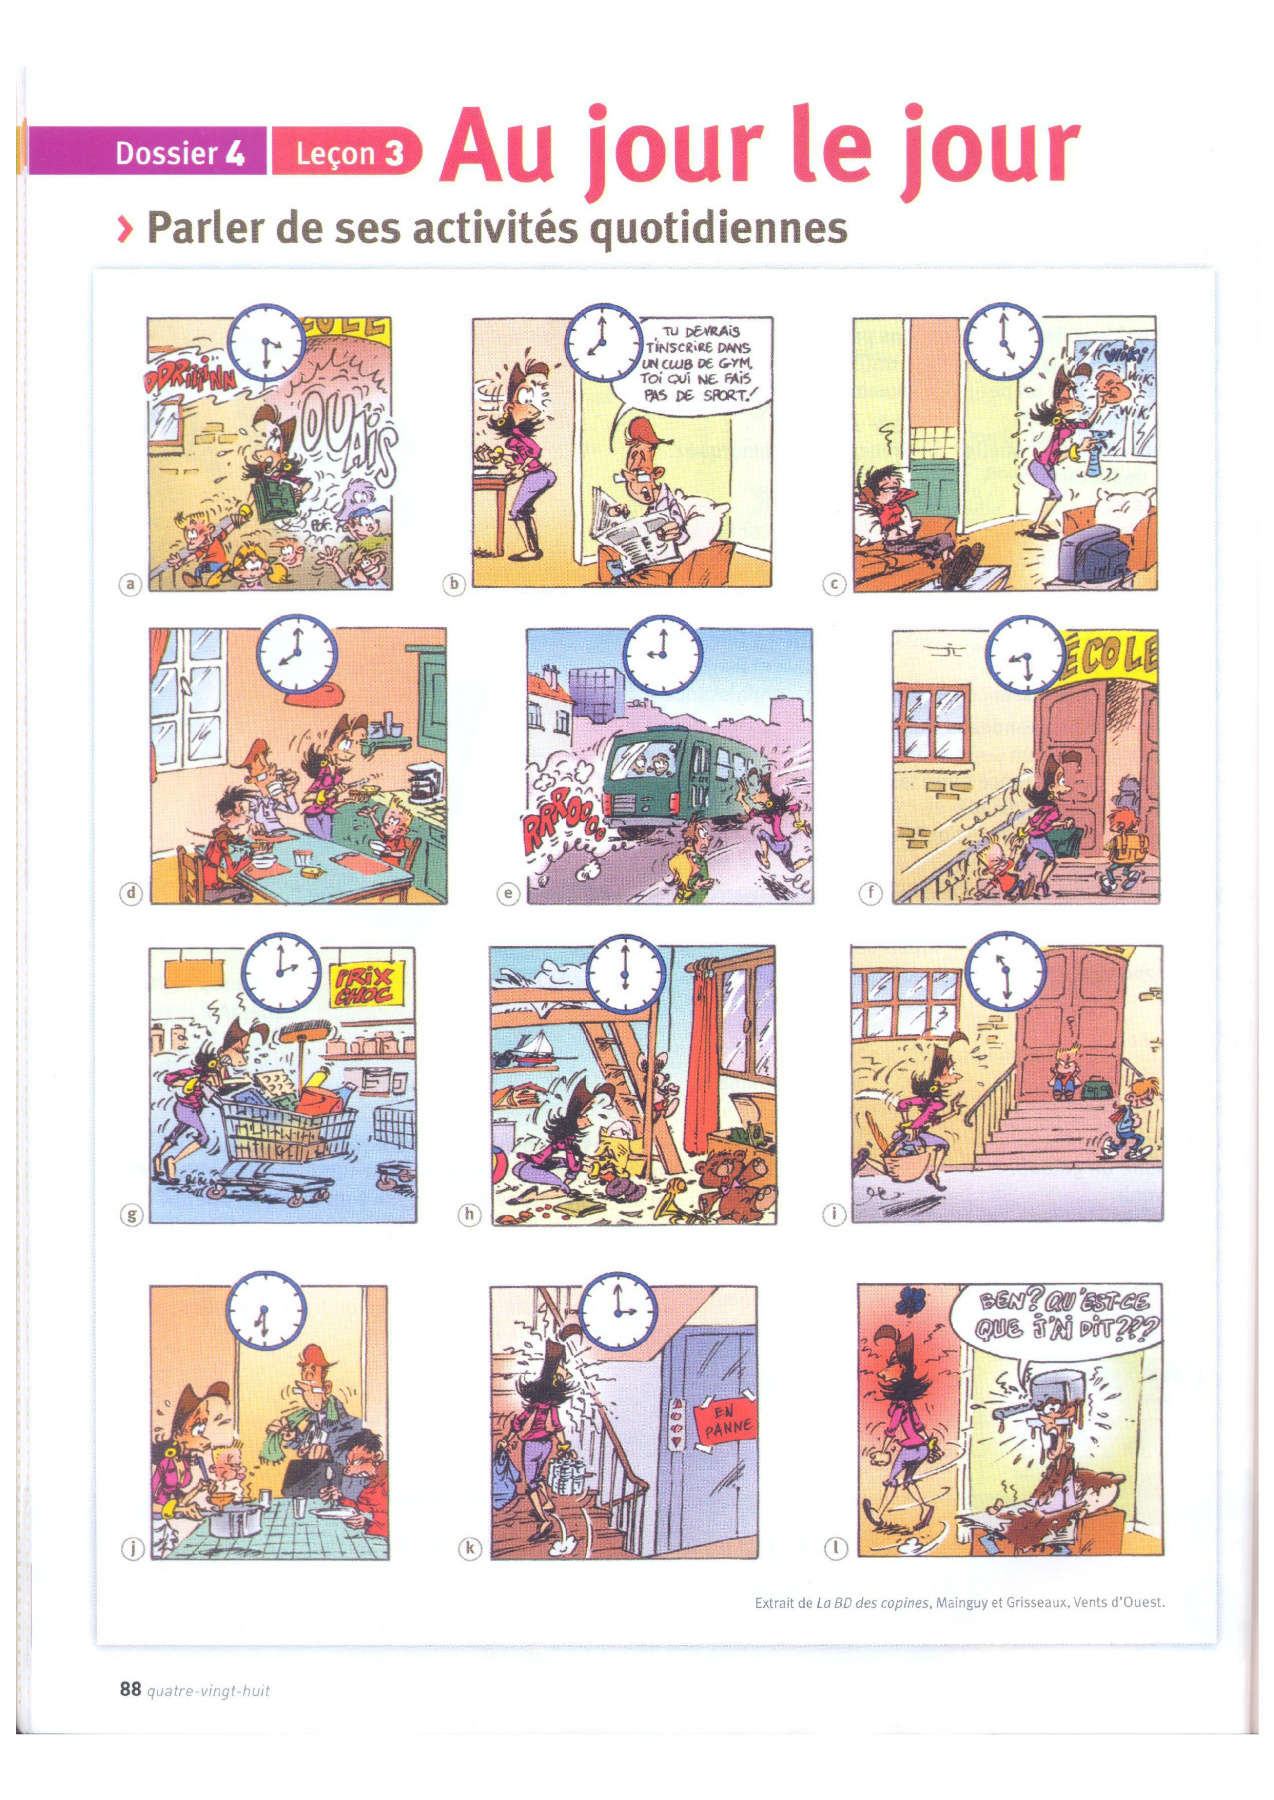 Dossier 4 Leçon 3 Au jour le jour
› Parler de ses activités quotidiennes
ÉCOLE
DDRIIINN
OUAIS
POF.
a
TU DEVRAIS
T'INSCRIRE DANS
UN CLUB DE GYM,
TOI QUI NE FAIS
PAS DE SPORT!
b
WIKI
WIK
WIK
c
d
RRROOOO
e
ÉCOLE
f
PRIX
CHOC
g
h
i
j
EN
PANNE
k
BEN? QU'EST-CE
QUE J'AI DIT???
l
Extrait de La BD des copines, Mainguy et Grisseaux, Vents d'Ouest.
88 quatre-vingt-huit